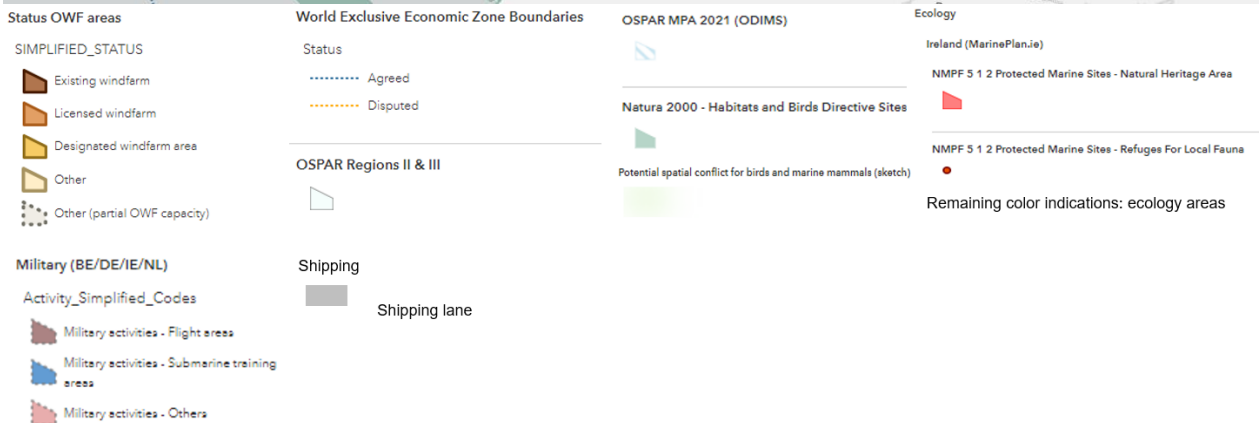 Status OWF areas
SIMPLIFIED_STATUS
Existing windfarm
Licensed windfarm
Designated windfarm area
Other
Other (partial OWF capacity)
World Exclusive Economic Zone Boundaries
Status
Agreed
Disputed
OSPAR Regions II & III
OSPAR MPA 2021 (ODIMS)
Natura 2000 - Habitats and Birds Directive Sites
Potential spatial conflict for birds and marine mammals (sketch)
Ecology
Ireland (MarinePlan.ie)
NMPF 5 1 2 Protected Marine Sites - Natural Heritage Area
NMPF 5 1 2 Protected Marine Sites - Refuges For Local Fauna
Remaining color indications: ecology areas
Military (BE/DE/IE/NL)
Activity_Simplified_Codes
Military activities - Flight areas
Military activities - Submarine training
areas
Military activities - Others
Shipping
Shipping lane